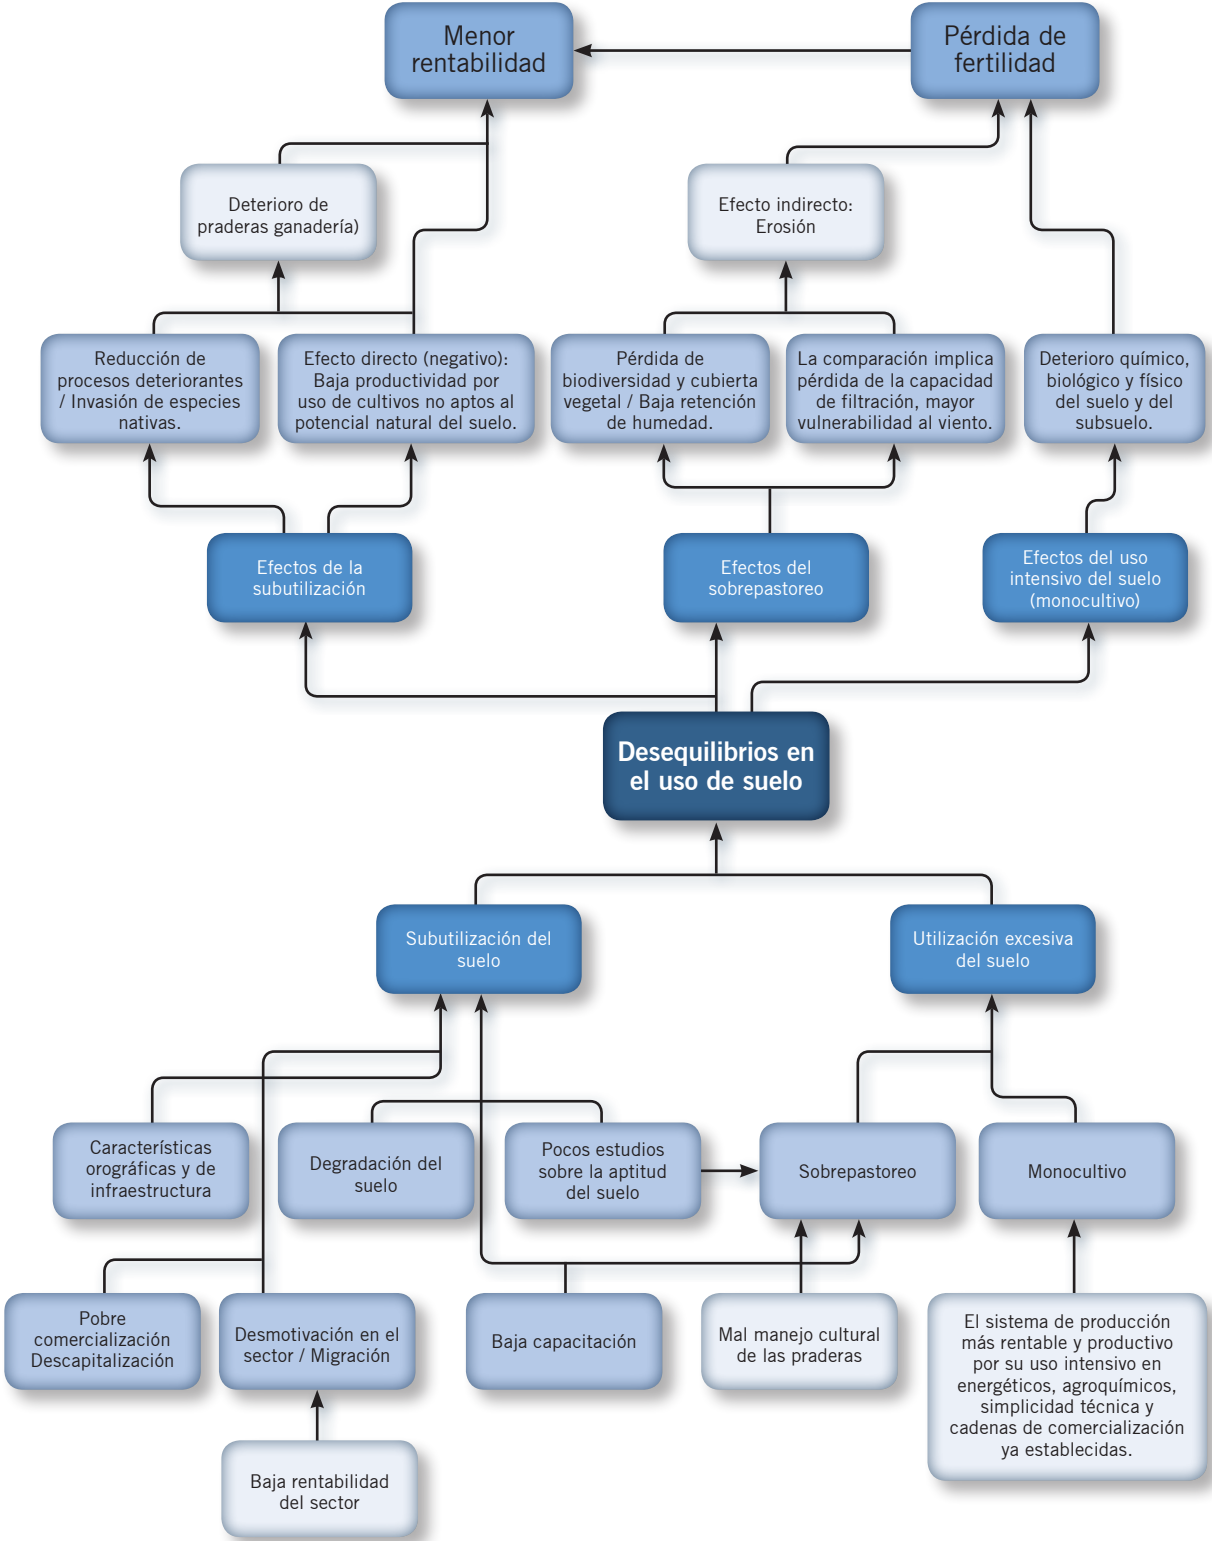 Menor
rentabilidad
Pérdida de
fertilidad
Deterioro de
praderas ganadería)
Efecto indirecto:
Erosión
Reducción de
procesos deteriorantes
/ Invasión de especies
nativas.
Efecto directo (negativo):
Baja productividad por
uso de cultivos no aptos al
potencial natural del suelo.
Pérdida de
biodiversidad y cubierta
vegetal / Baja retención
de humedad.
La comparación implica
pérdida de la capacidad
de filtración, mayor
vulnerabilidad al viento.
Deterioro químico,
biológico y físico
del suelo y del
subsuelo.
Efectos de la
subutilización
Efectos del
sobrepastoreo
Efectos del uso
intensivo del suelo
(monocultivo)
Desequilibrios en
el uso de suelo
Subutilización del
suelo
Utilización excesiva
del suelo
Características
orográficas y de
infraestructura
Degradación del
suelo
Pocos estudios
sobre la aptitud
del suelo
Sobrepastoreo
Monocultivo
Pobre
comercialización
Descapitalización
Desmotivación en el
sector / Migración
Baja capacitación
Mal manejo cultural
de las praderas
El sistema de producción
más rentable y productivo
por su uso intensivo en
energéticos, agroquímicos,
simplicidad técnica y
cadenas de comercialización
ya establecidas.
Baja rentabilidad
del sector